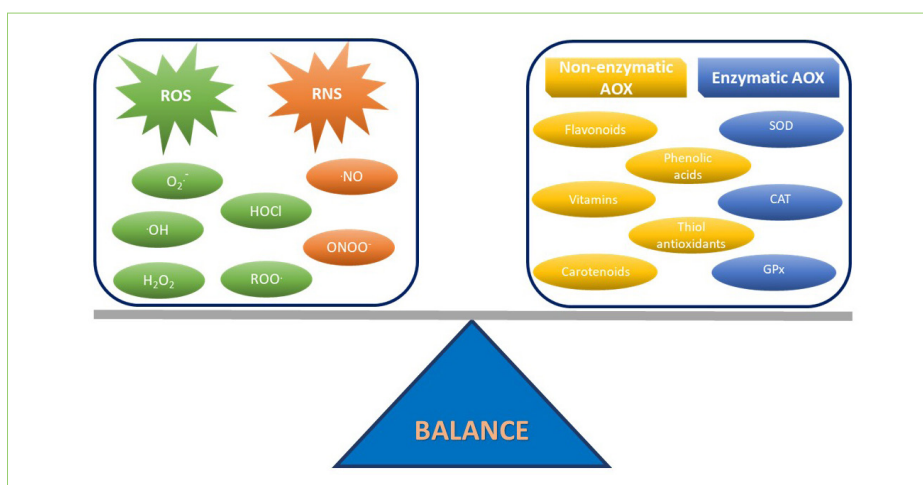 ROS
RNS
O₂·⁻
·NO
HOCl
·OH
ONOO⁻
H₂O₂
ROO·
Non-enzymatic
AOX
Enzymatic AOX
Flavonoids
SOD
Phenolic
acids
Vitamins
CAT
Thiol
antioxidants
Carotenoids
GPx
BALANCE